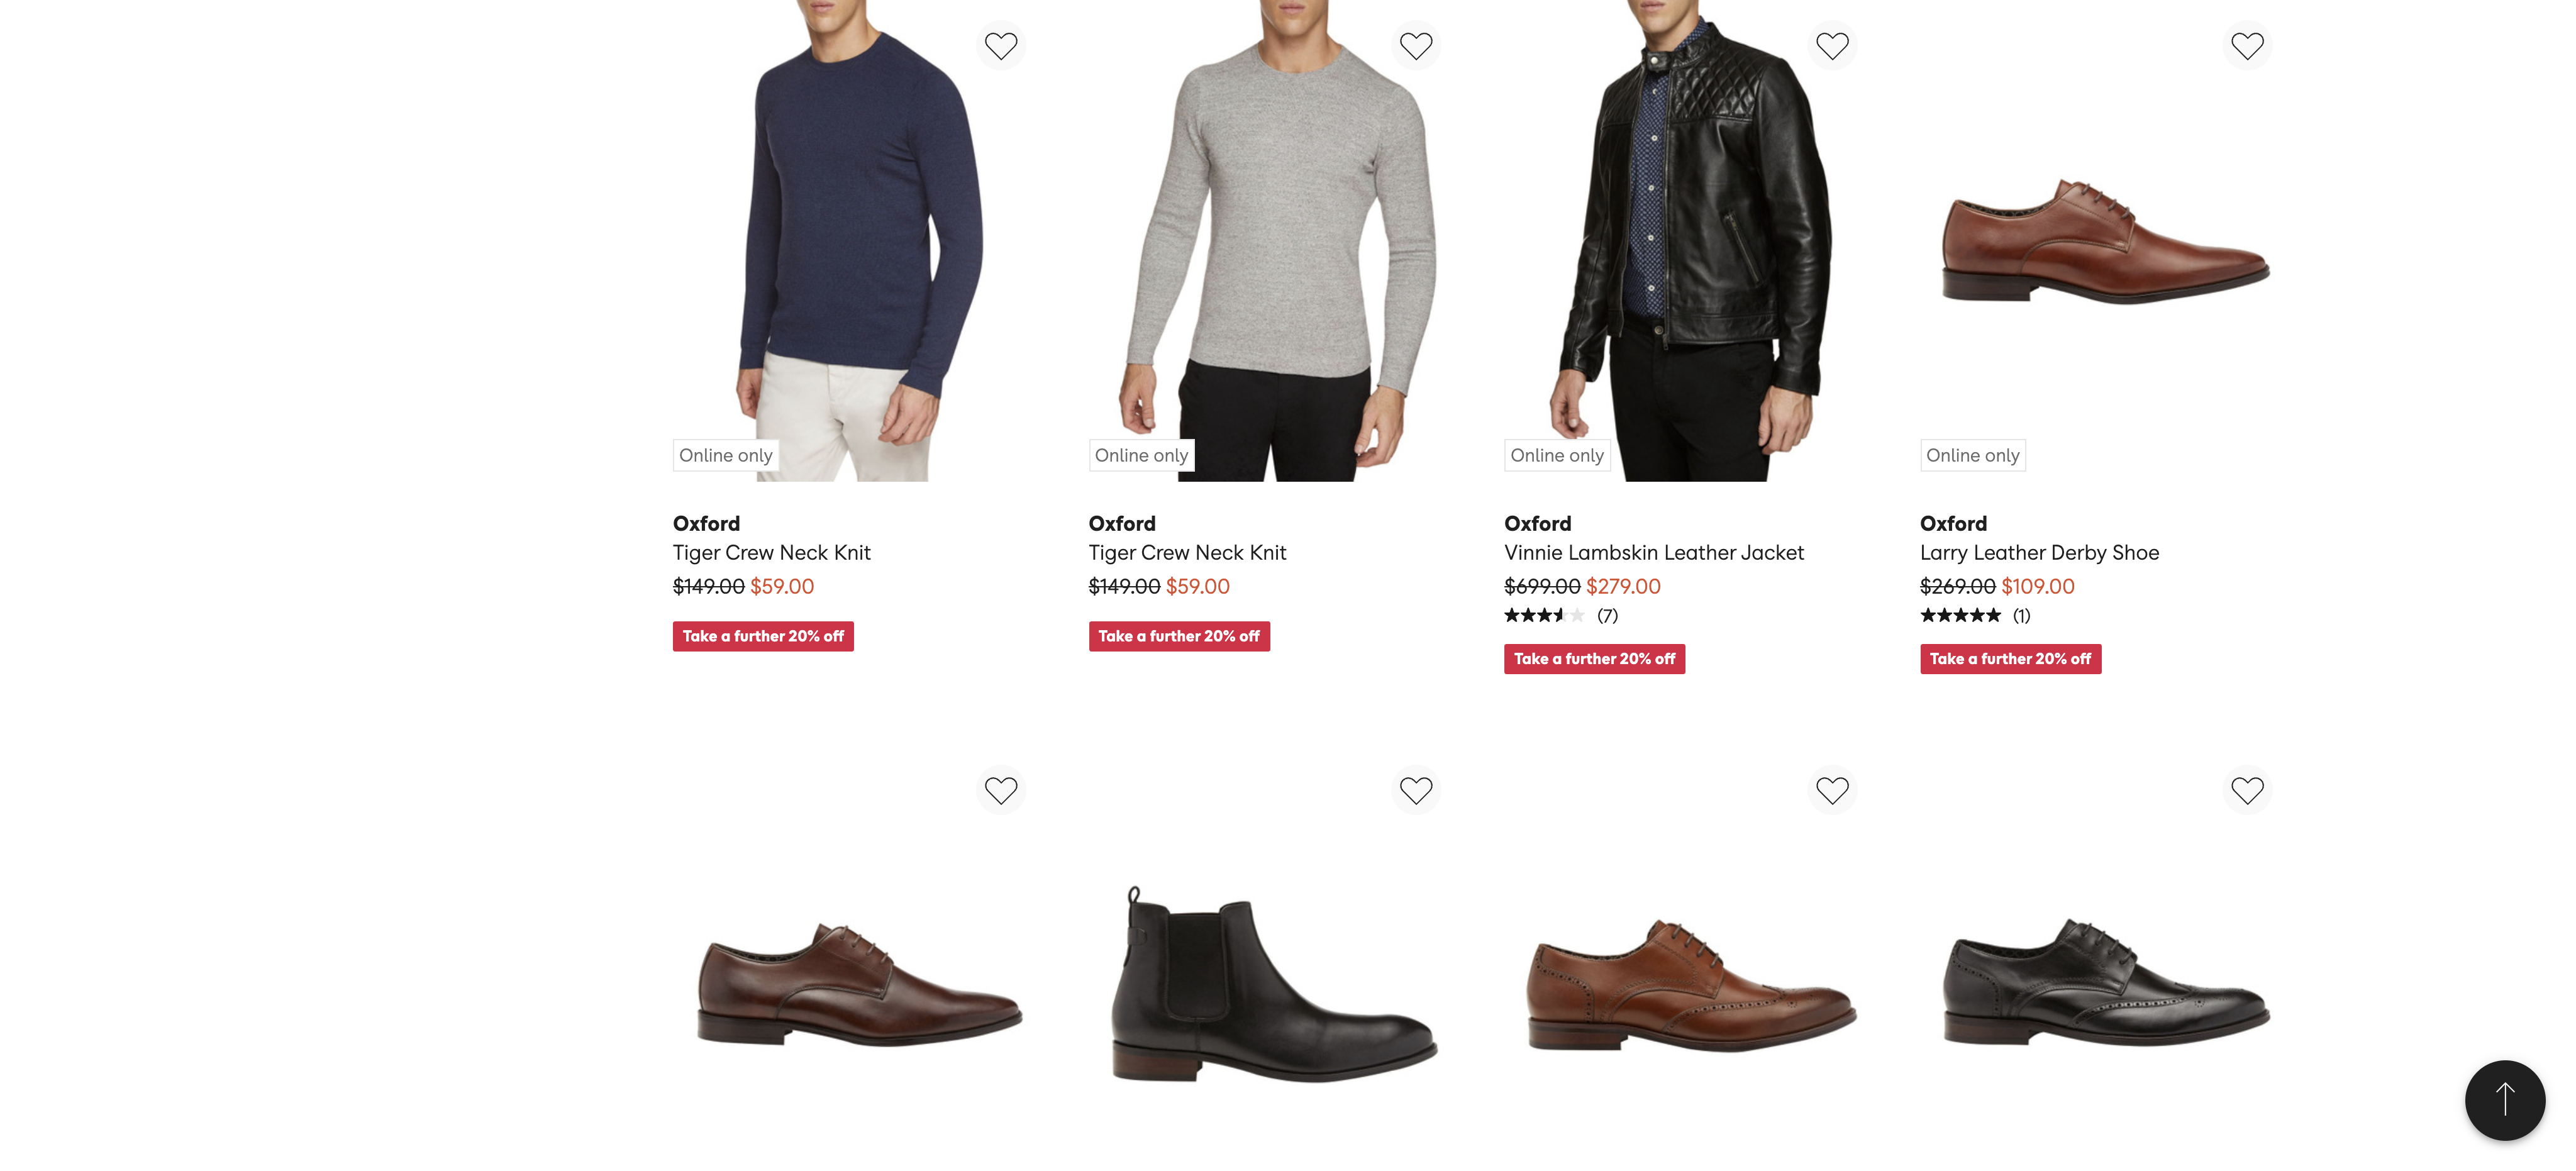 Online only
Oxford
Tiger Crew Neck Knit
$149.00 $59.00
Take a further 20% off
Online only
Oxford
Tiger Crew Neck Knit
$149.00 $59.00
Take a further 20% off
Online only
Oxford
Vinnie Lambskin Leather Jacket
$699.00 $279.00
(7)
Take a further 20% off
Online only
Oxford
Larry Leather Derby Shoe
$269.00 $109.00
(1)
Take a further 20% off